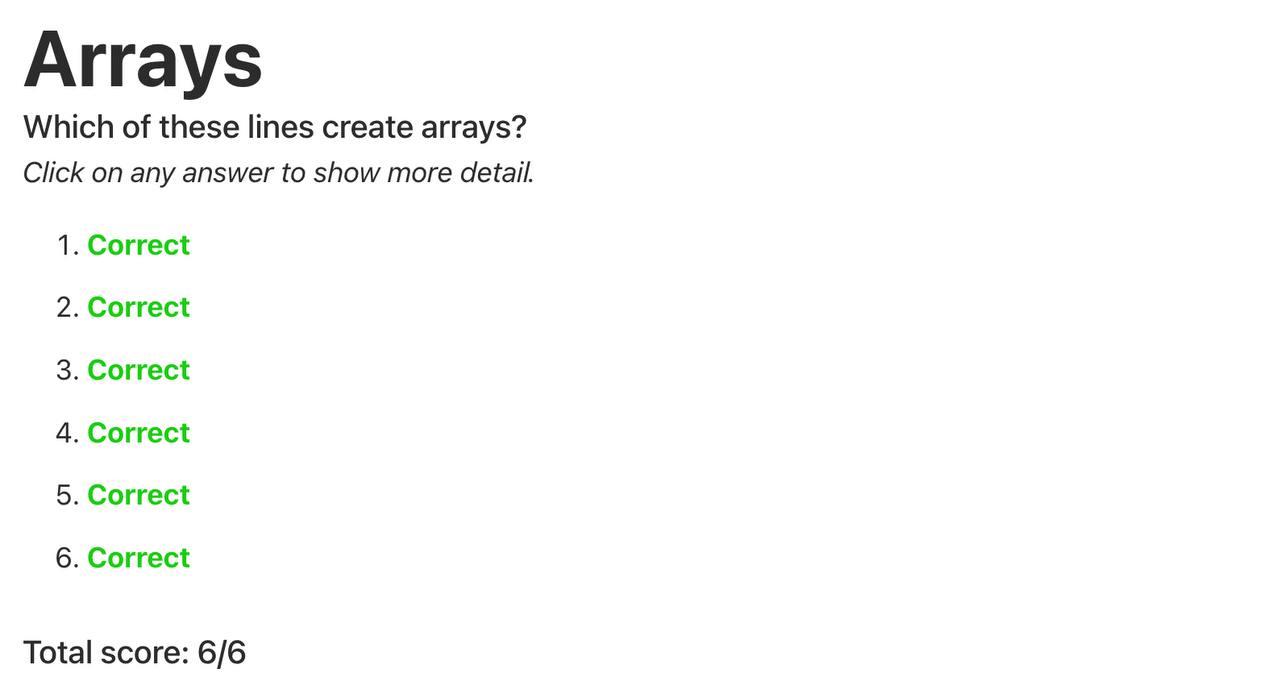 Arrays
Which of these lines create arrays?
Click on any answer to show more detail.
1. Correct
2. Correct
3. Correct
4. Correct
5. Correct
6. Correct
Total score: 6/6